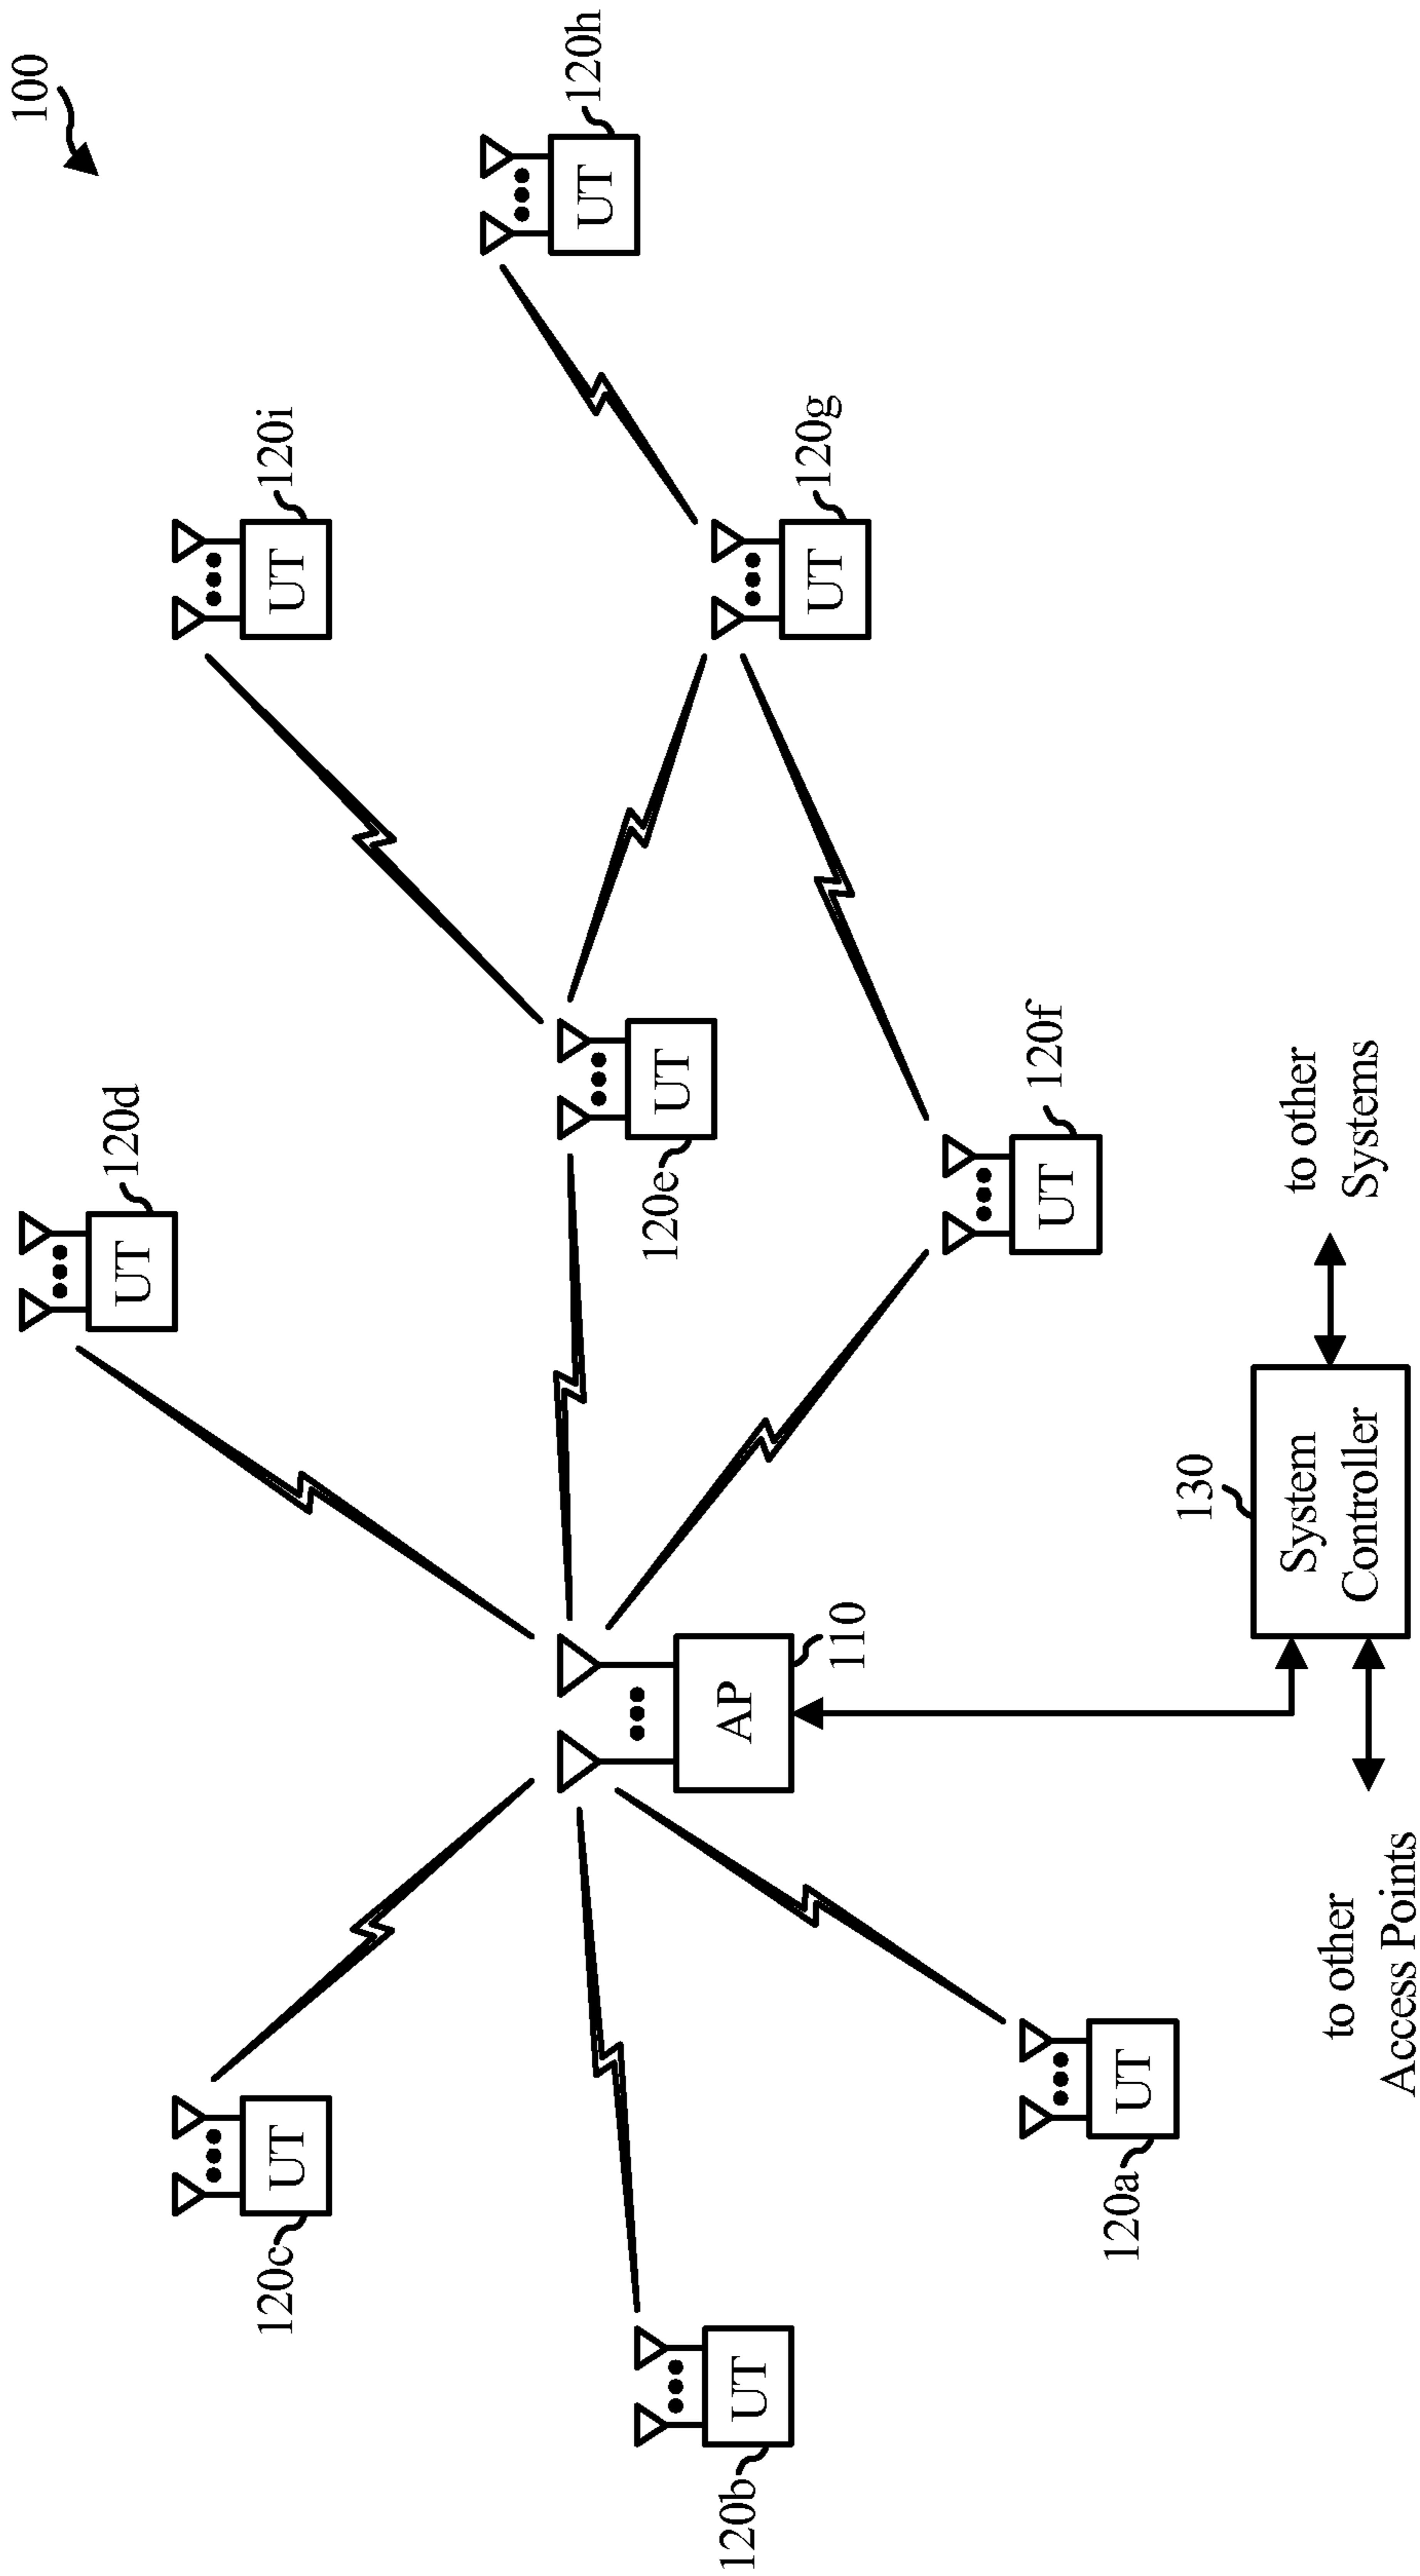 100
UT
120d
UT
120i
UT
120c
UT
120h
UT
120e
UT
120g
AP
110
UT
120b
UT
120f
UT
120a
130
System
Controller
to other
Systems
to other
Access Points